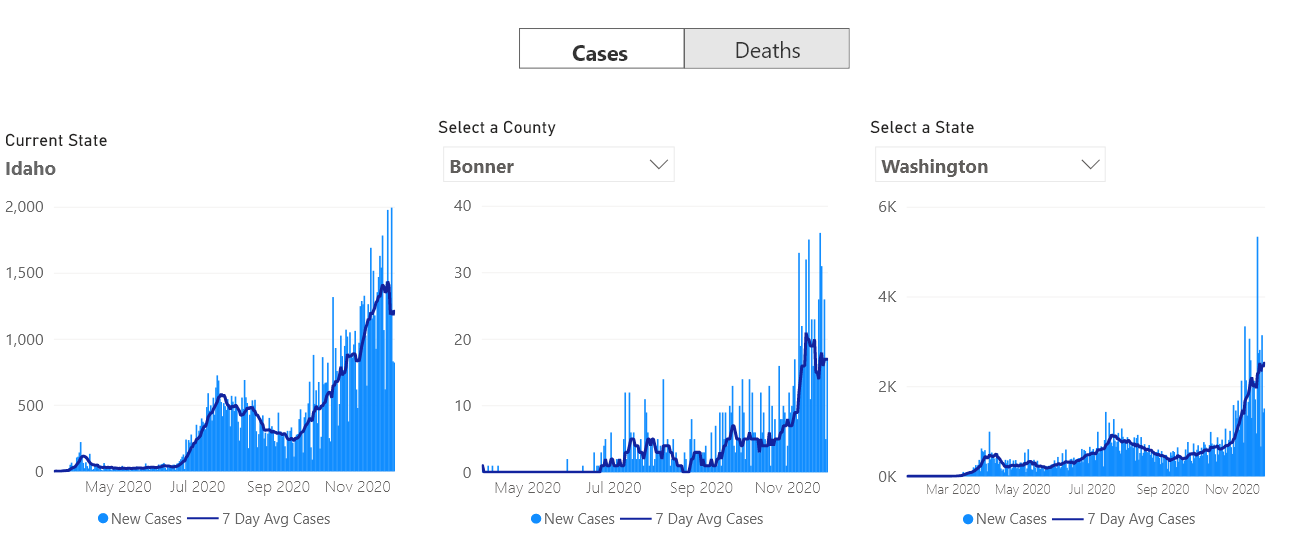 Cases
Deaths
Current State
Idaho
2,000
1,500
1,000
500
0
May 2020
Jul 2020
Sep 2020
Nov 2020
New Cases
7 Day Avg Cases
Select a County
Bonner
40
30
20
10
0
May 2020
Jul 2020
Sep 2020
Nov 2020
New Cases
7 Day Avg Cases
Select a State
Washington
6K
4K
2K
0K
Mar 2020
May 2020
Jul 2020
Sep 2020
Nov 2020
New Cases
7 Day Avg Cases